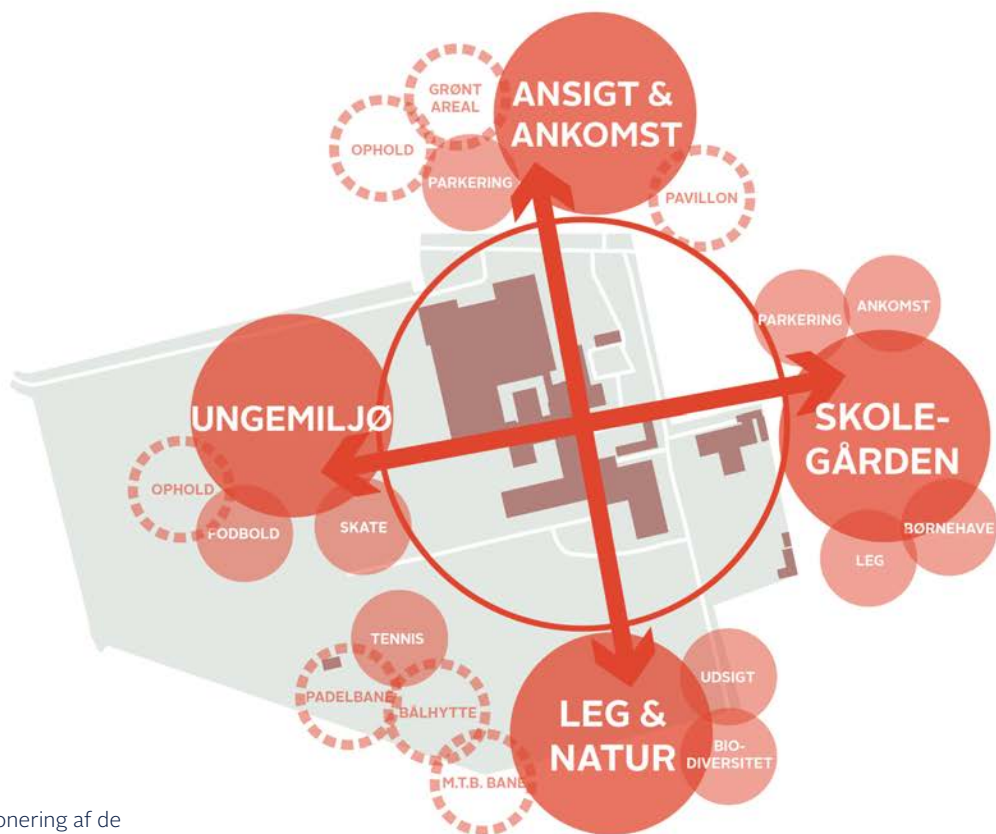 GRØNT
AREAL
ANSIGT &
ANKOMST
OPHOLD
PARKERING
PAVILLON
PARKERING
ANKOMST
UNGEMILJØ
SKOLE-
GÅRDEN
OPHOLD
FODBOLD
SKATE
BØRNEHAVE
LEG
TENNIS
PADELBANE
BÅLHYTTE
M.T.B. BANE
LEG &
NATUR
UDSIGT
BIO-
DIVERSITET
onering af de